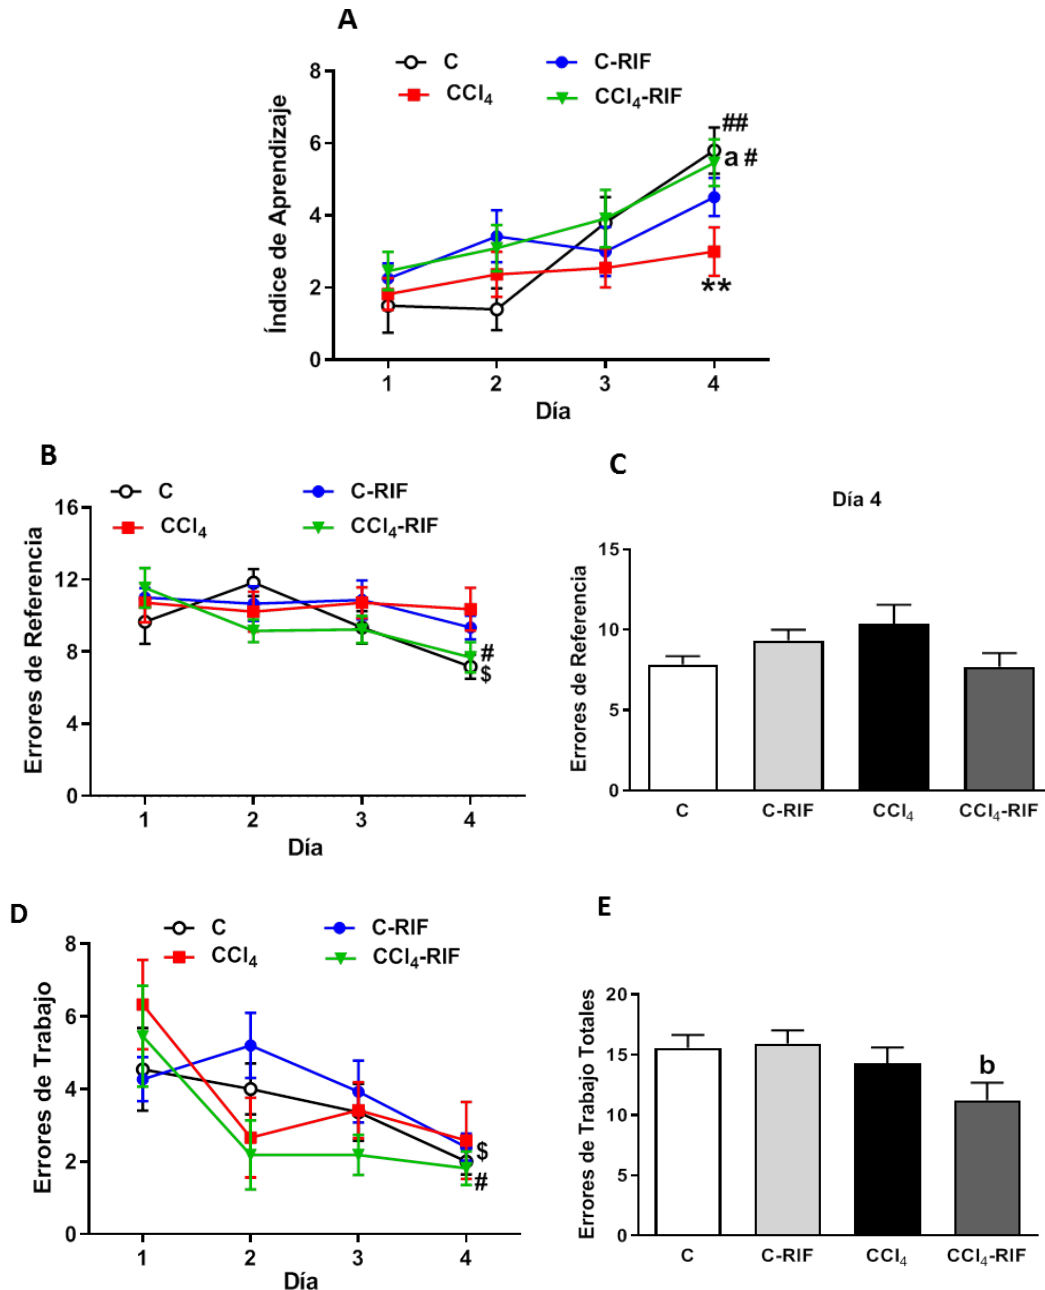 A
C
C-RIF
CCl₄
CCl₄-RIF
8
6
4
2
0
Índice de Aprendizaje
##
a #
**
1 2 3 4
Día
B
C
C-RIF
CCl₄
CCl₄-RIF
16
12
8
4
0
Errores de Referencia
#
$
1 2 3 4
Día
C
Día 4
15
10
5
0
Errores de Referencia
C C-RIF CCl₄ CCl₄-RIF
D
C
C-RIF
CCl₄
CCl₄-RIF
8
6
4
2
0
Errores de Trabajo
$
#
1 2 3 4
Día
E
20
15
10
5
0
Errores de Trabajo Totales
b
C C-RIF CCl₄ CCl₄-RIF